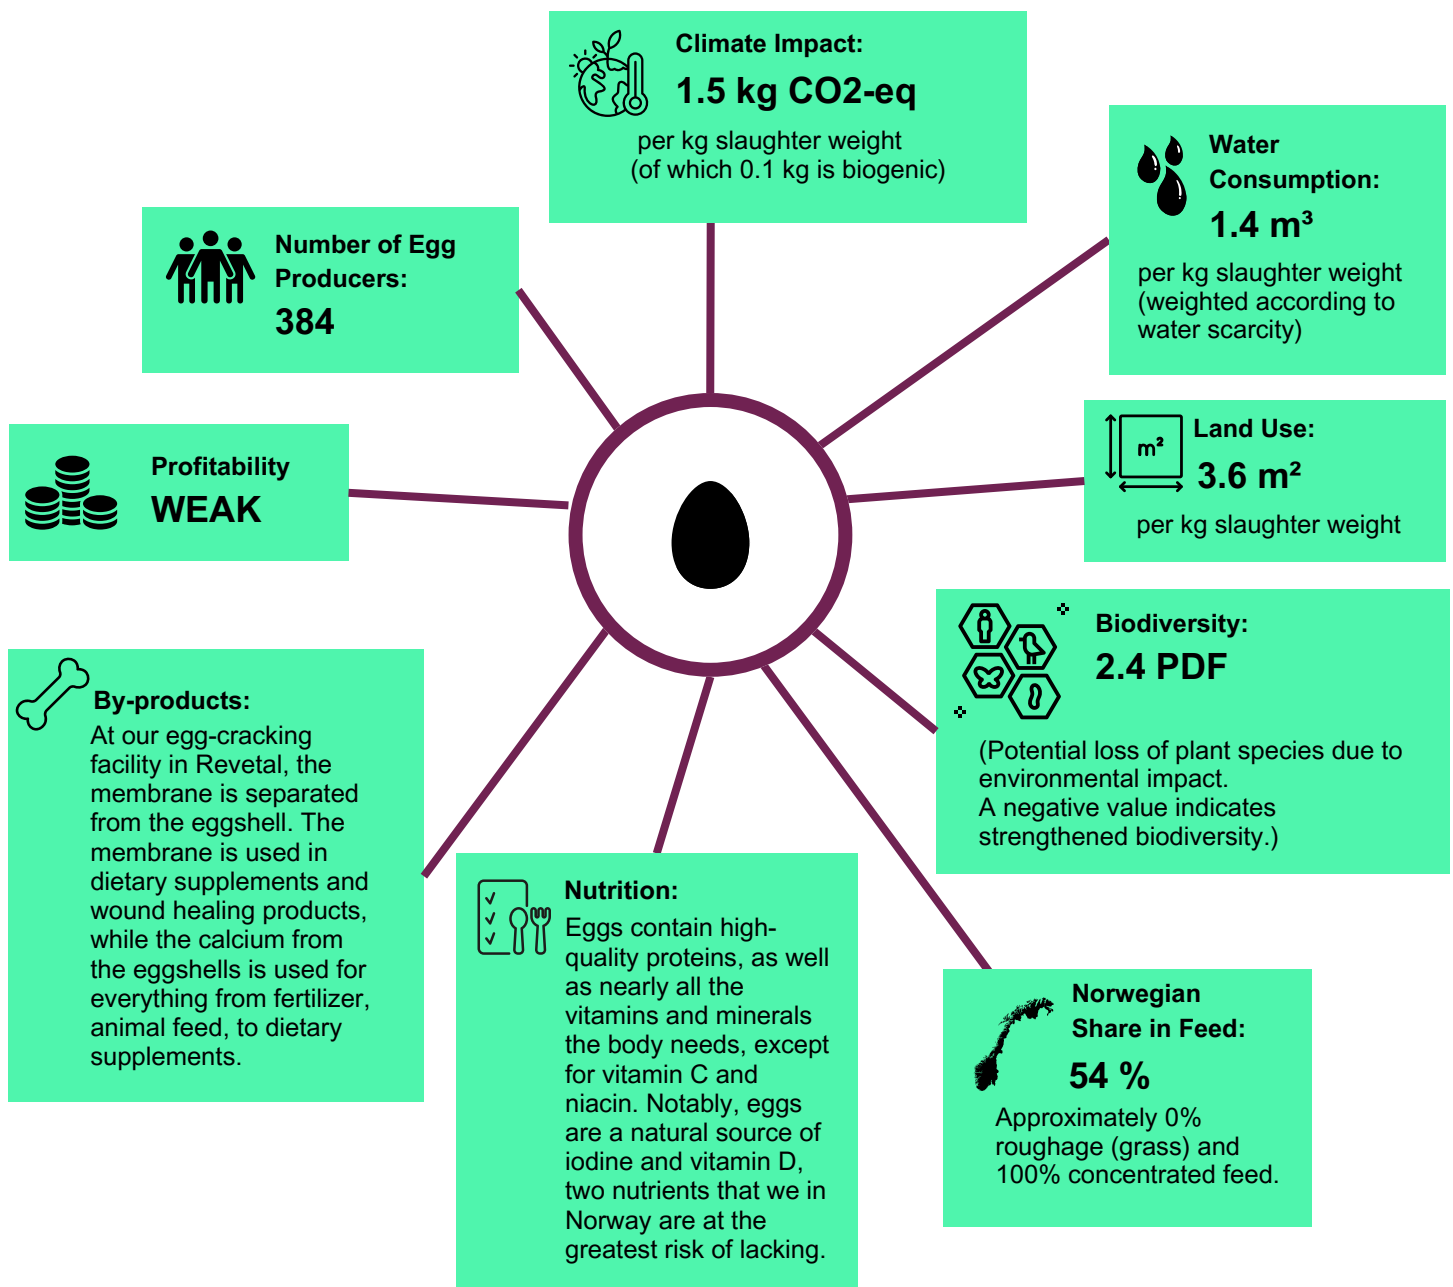 Climate Impact:
1.5 kg CO2-eq
per kg slaughter weight
(of which 0.1 kg is biogenic)
Water
Consumption:
1.4 m³
per kg slaughter weight
(weighted according to
water scarcity)
Number of Egg
Producers:
384
Profitability
WEAK
m²
Land Use:
3.6 m²
per kg slaughter weight
Biodiversity:
2.4 PDF
(Potential loss of plant species due to
environmental impact.
A negative value indicates
strengthened biodiversity.)
By-products:
At our egg-cracking
facility in Revetal, the
membrane is separated
from the eggshell. The
membrane is used in
dietary supplements and
wound healing products,
while the calcium from
the eggshells is used for
everything from fertilizer,
animal feed, to dietary
supplements.
Nutrition:
Eggs contain high-
quality proteins, as well
as nearly all the
vitamins and minerals
the body needs, except
for vitamin C and
niacin. Notably, eggs
are a natural source of
iodine and vitamin D,
two nutrients that we in
Norway are at the
greatest risk of lacking.
Norwegian
Share in Feed:
54 %
Approximately 0%
roughage (grass) and
100% concentrated feed.